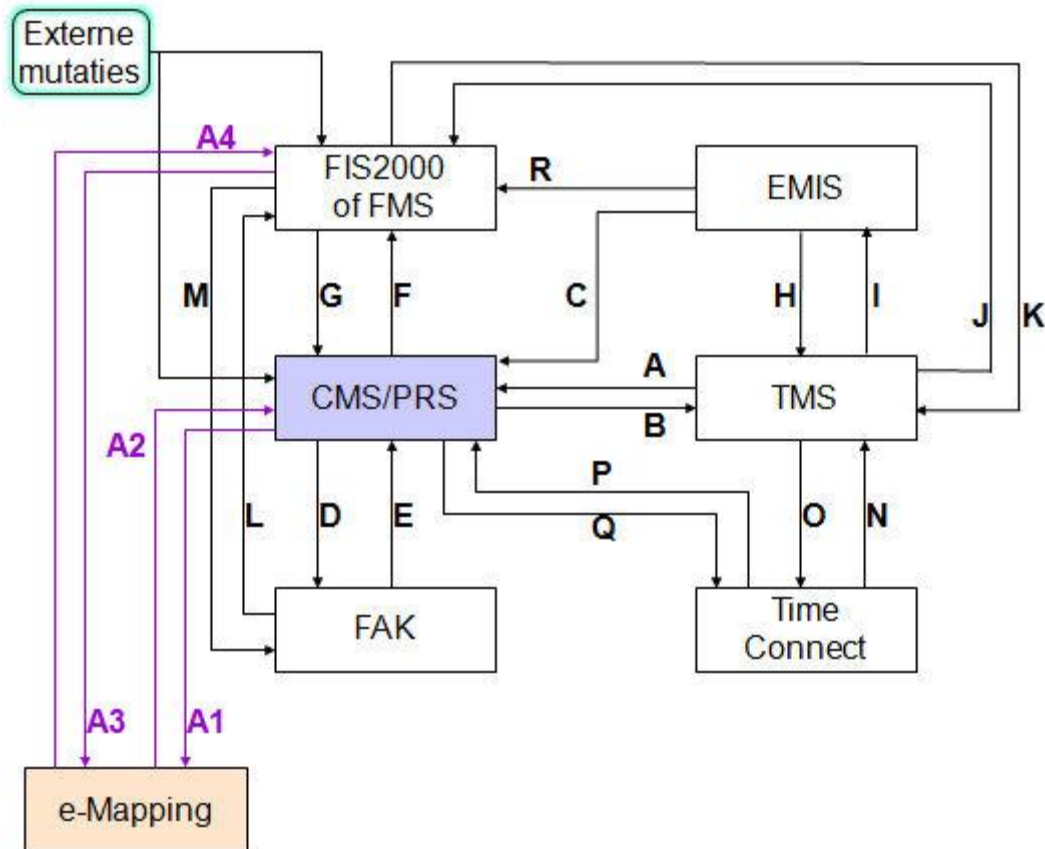 Externe
mutaties
A4
FIS2000
of FMS
R
EMIS
M
G
F
C
H
I
J
K
CMS/PRS
A
B
TMS
A2
P
Q
L
D
E
O
N
FAK
Time
Connect
A3
A1
e-Mapping